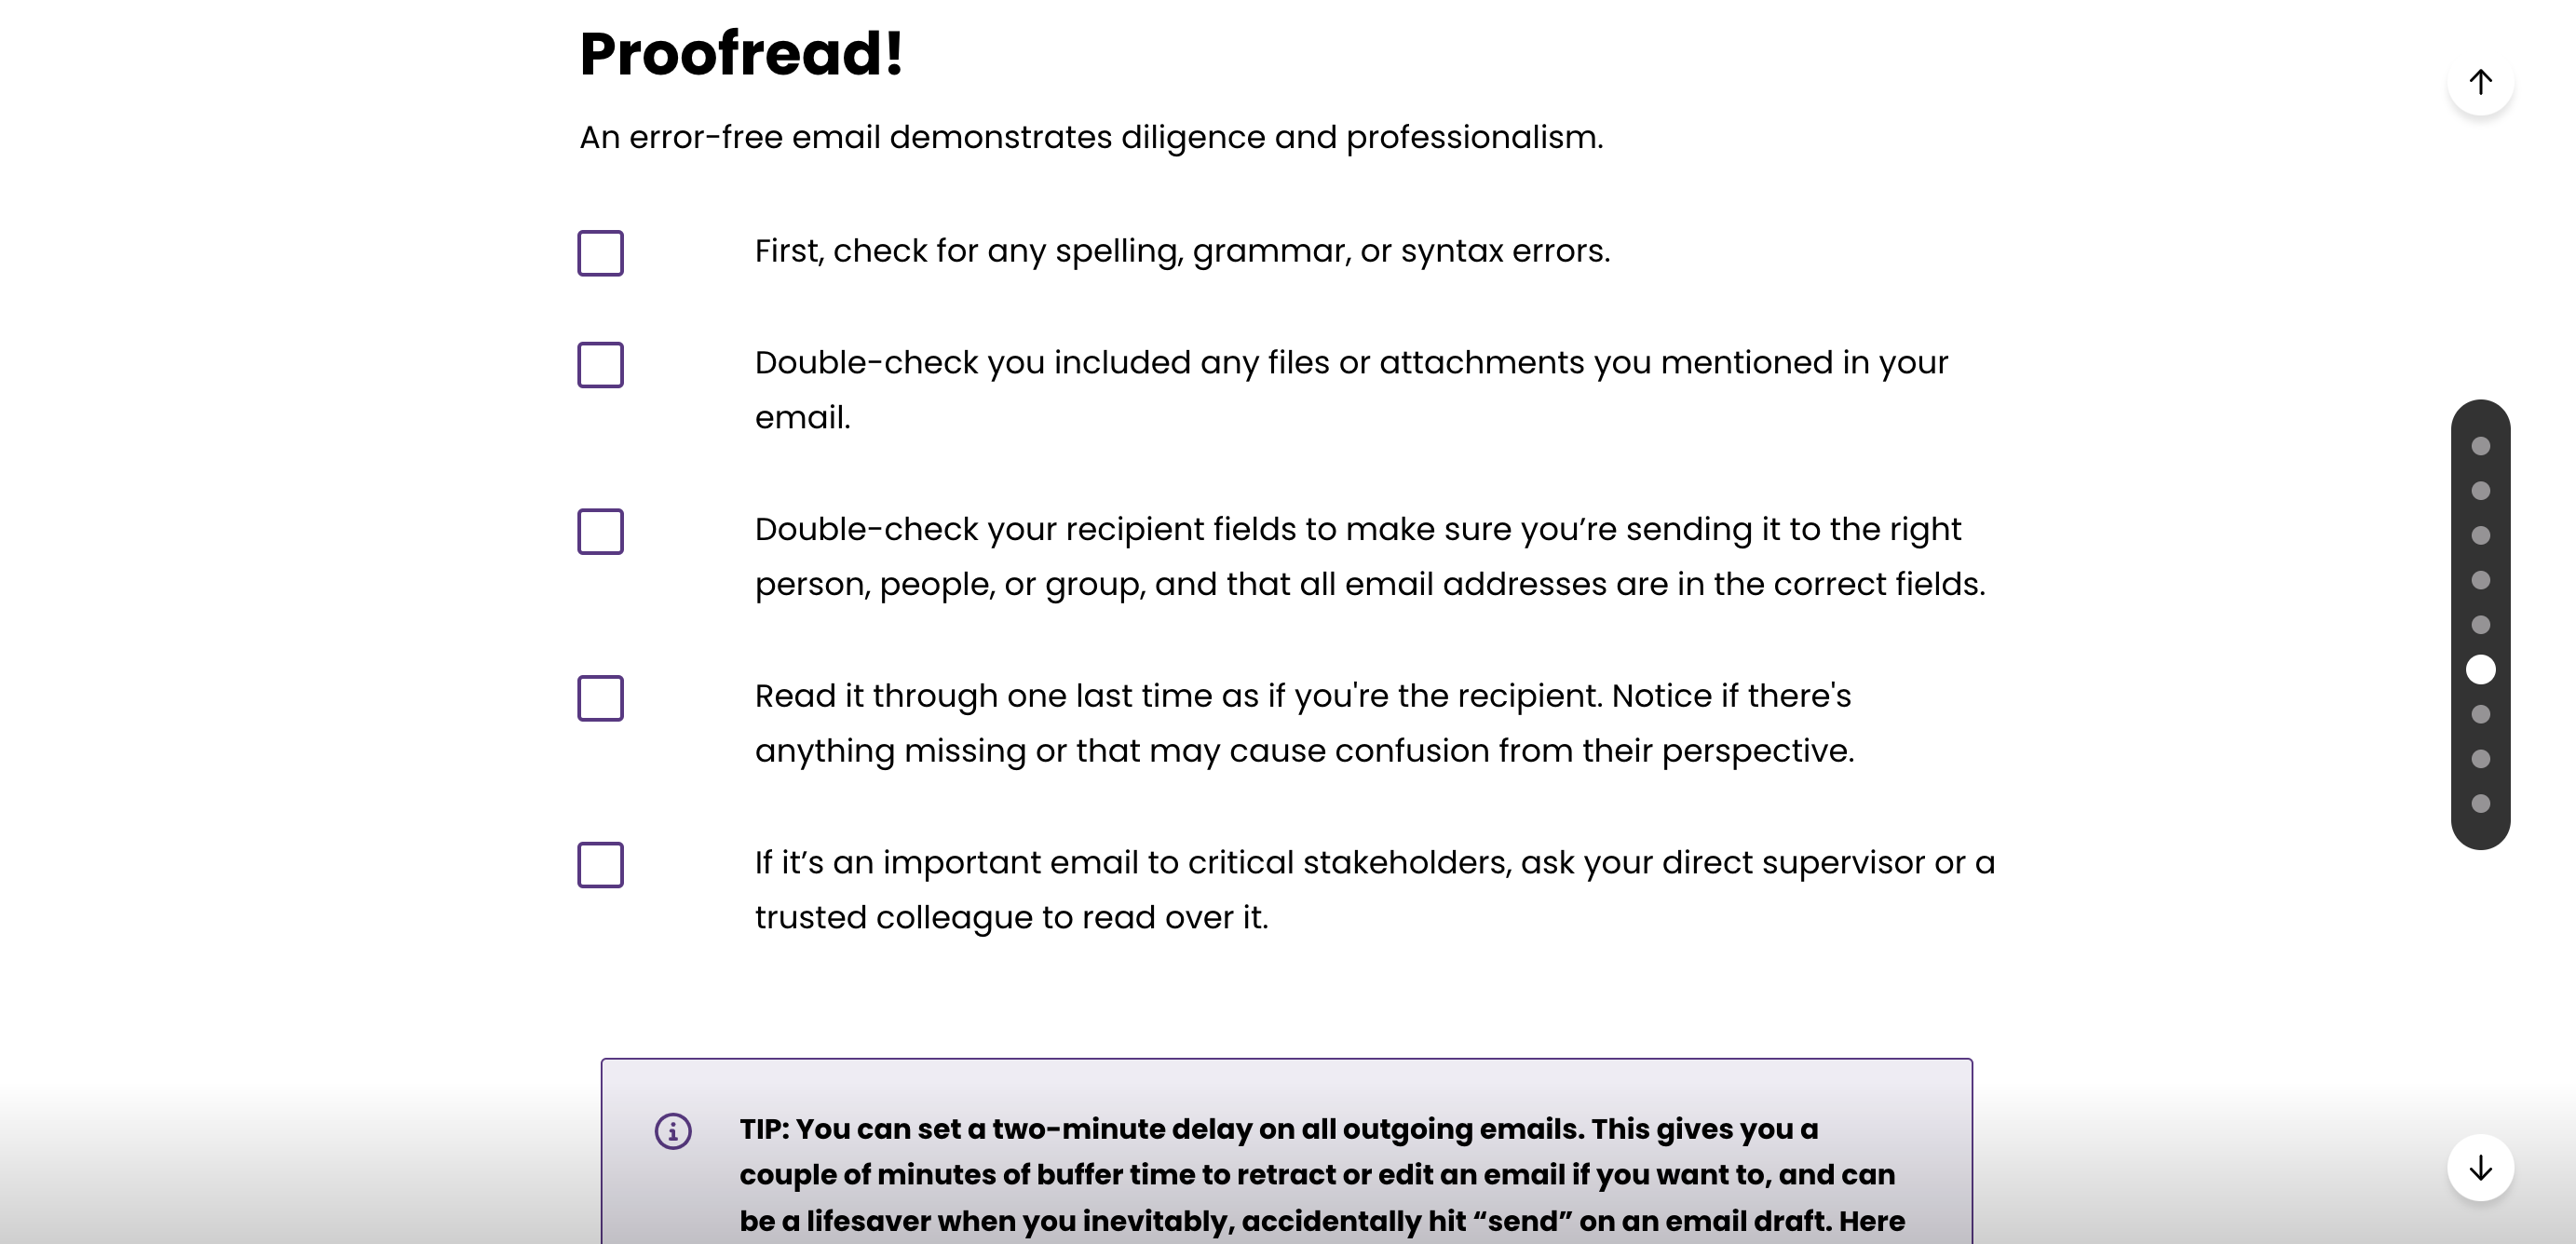 Proofread!
An error-free email demonstrates diligence and professionalism.
First, check for any spelling, grammar, or syntax errors.
Double-check you included any files or attachments you mentioned in your
email.
Double-check your recipient fields to make sure you’re sending it to the right
person, people, or group, and that all email addresses are in the correct fields.
Read it through one last time as if you're the recipient. Notice if there's
anything missing or that may cause confusion from their perspective.
If it’s an important email to critical stakeholders, ask your direct supervisor or a
trusted colleague to read over it.
TIP: You can set a two-minute delay on all outgoing emails. This gives you a
couple of minutes of buffer time to retract or edit an email if you want to, and can
be a lifesaver when you inevitably, accidentally hit “send” on an email draft. Here